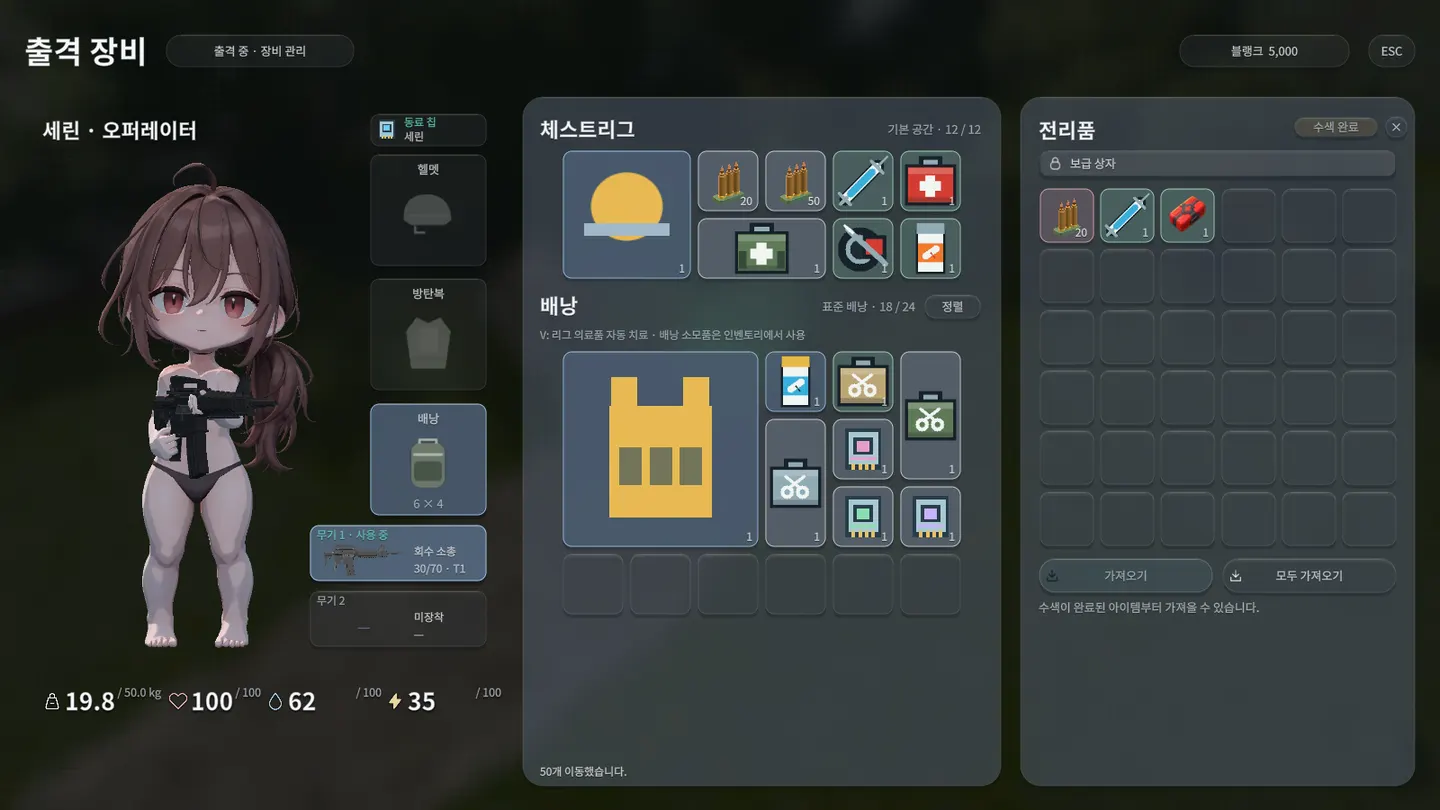 출격 장비
출격 중 · 장비 관리
블랭크 5,000
ESC
세린 · 오퍼레이터
동료 칩
세린
헬멧
방탄복
배낭
6 × 4
무기 1 · 사용 중
회수 소총
30/70 · T1
무기 2
—
미장착
—
19.8 / 50.0 kg
100 / 100
62 / 100
35 / 100
체스트리그
기본 공간 · 12 / 12
1
20
50
1
1
1
1
1
배낭
표준 배낭 · 18 / 24
정렬
V: 리그 의료품 자동 치료 · 배낭 소모품은 인벤토리에서 사용
1
1
1
1
1
1
1
1
50개 이동했습니다.
전리품
수색 완료
보급 상자
20
1
1
가져오기
모두 가져오기
수색이 완료된 아이템부터 가져올 수 있습니다.